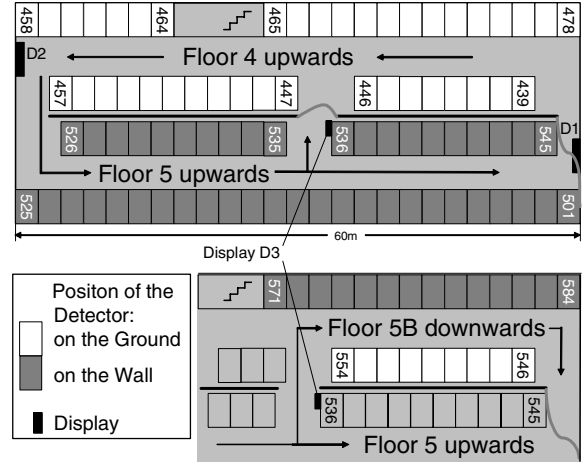 458
464
465
478
D2
Floor 4 upwards
457
447
446
439
D1
526
535
536
545
Floor 5 upwards
525
501
60m
Display D3
571
584
Positon of the
Detector:
on the Ground
on the Wall
Display
Floor 5B downwards
554
546
536
545
Floor 5 upwards